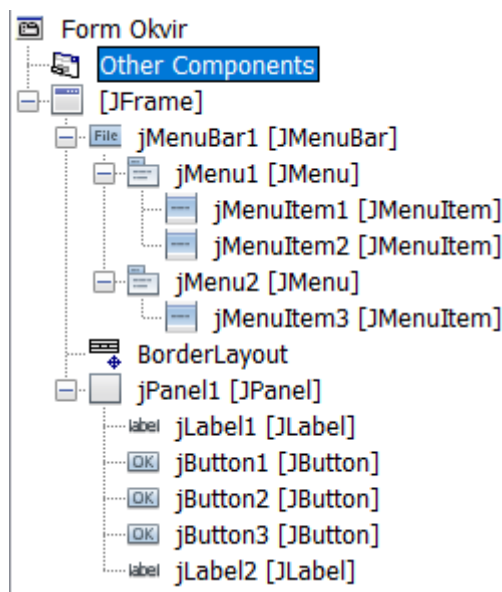 Form Okvir
Other Components
[JFrame]
File jMenuBar1 [JMenuBar]
jMenu1 [JMenu]
jMenuItem1 [JMenuItem]
jMenuItem2 [JMenuItem]
jMenu2 [JMenu]
jMenuItem3 [JMenuItem]
BorderLayout
jPanel1 [JPanel]
label jLabel1 [JLabel]
OK jButton1 [JButton]
OK jButton2 [JButton]
OK jButton3 [JButton]
label jLabel2 [JLabel]